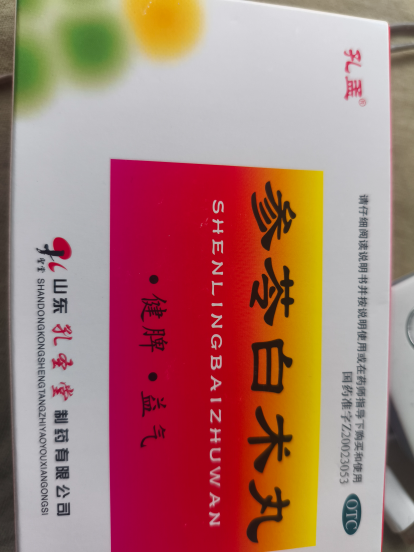 孔孟®
请仔细阅读说明书并按说明使用或在药师指导下购买和使用
国药准字Z20023053
OTC
参苓白术丸
SHENLINGBAIZHUWAN
·健脾·益气
山东孔圣堂制药有限公司
SHANDONGKONGSHENGTANGZHIYAOYOUXIANGONGSI